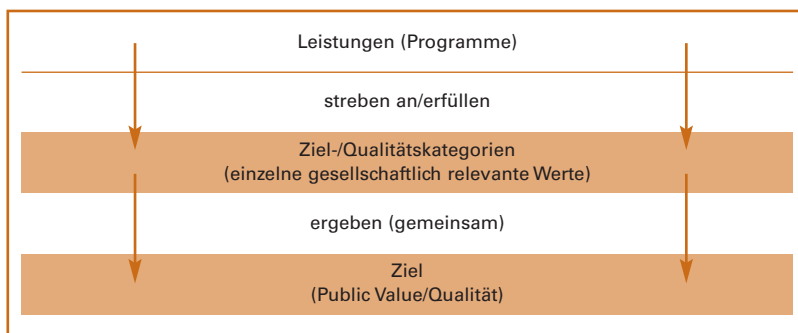 Leistungen (Programme)
streben an/erfüllen
Ziel-/Qualitätskategorien
(einzelne gesellschaftlich relevante Werte)
ergeben (gemeinsam)
Ziel
(Public Value/Qualität)